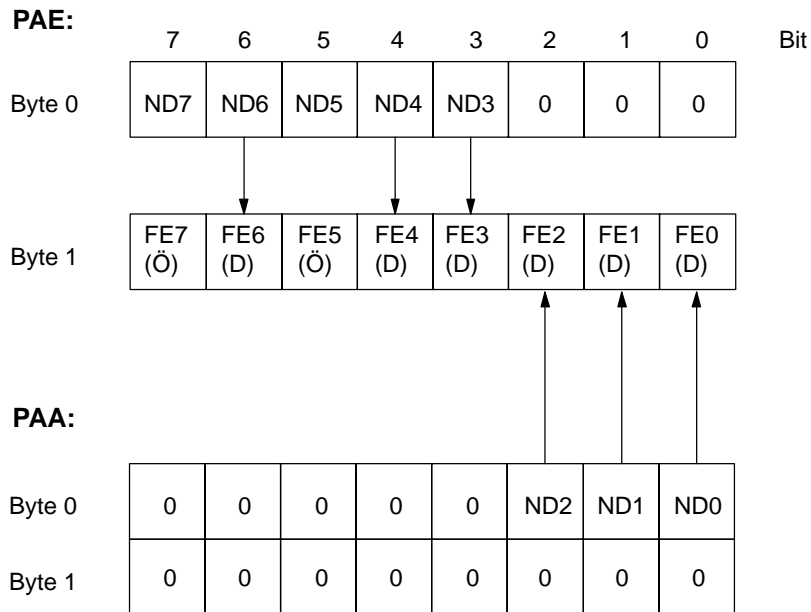 PAE:
7 6 5 4 3 2 1 0 Bit
Byte 0 ND7 ND6 ND5 ND4 ND3 0 0 0
Byte 1 FE7 FE6 FE5 FE4 FE3 FE2 FE1 FE0
(Ö) (D) (Ö) (D) (D) (D) (D) (D)
PAA:
Byte 0 0 0 0 0 0 ND2 ND1 ND0
Byte 1 0 0 0 0 0 0 0 0